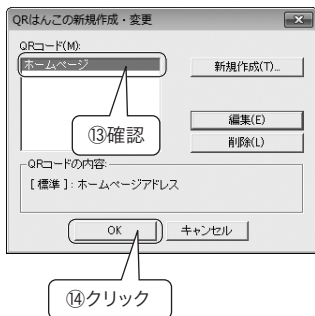 QRはんこの新規作成・変更
QRコード(M):
ホームページ
新規作成(T)...
⑬確認
編集(E)
削除(L)
QRコードの内容:
[ 標準 ] : ホームページアドレス
OK
キャンセル
⑭クリック